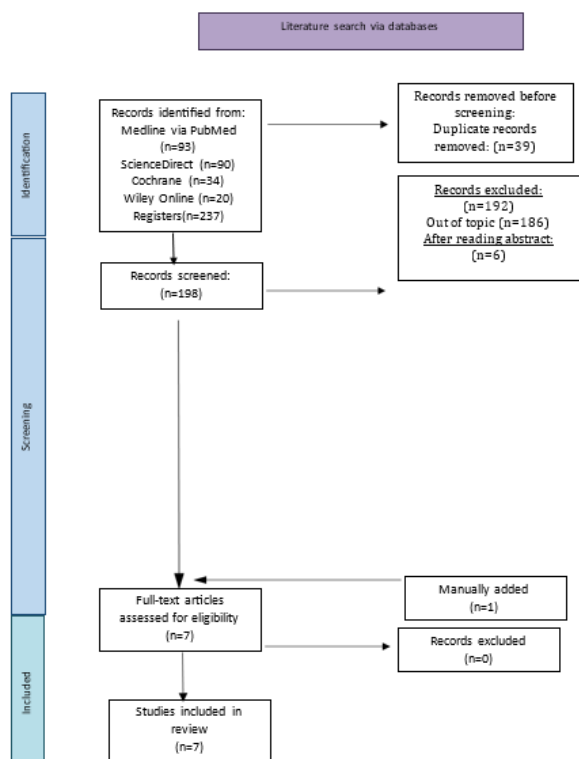 Literature search via databases
Identification
Records identified from:
Medline via PubMed
(n=93)
ScienceDirect (n=90)
Cochrane (n=34)
Wiley Online (n=20)
Registers(n=237)
Records removed before
screening:
Duplicate records
removed: (n=39)
Records excluded:
(n=192)
Out of topic (n=186)
After reading abstract:
(n=6)
Screening
Records screened:
(n=198)
Manually added
(n=1)
Full-text articles
assessed for eligibility
(n=7)
Records excluded
(n=0)
Included
Studies included in
review
(n=7)